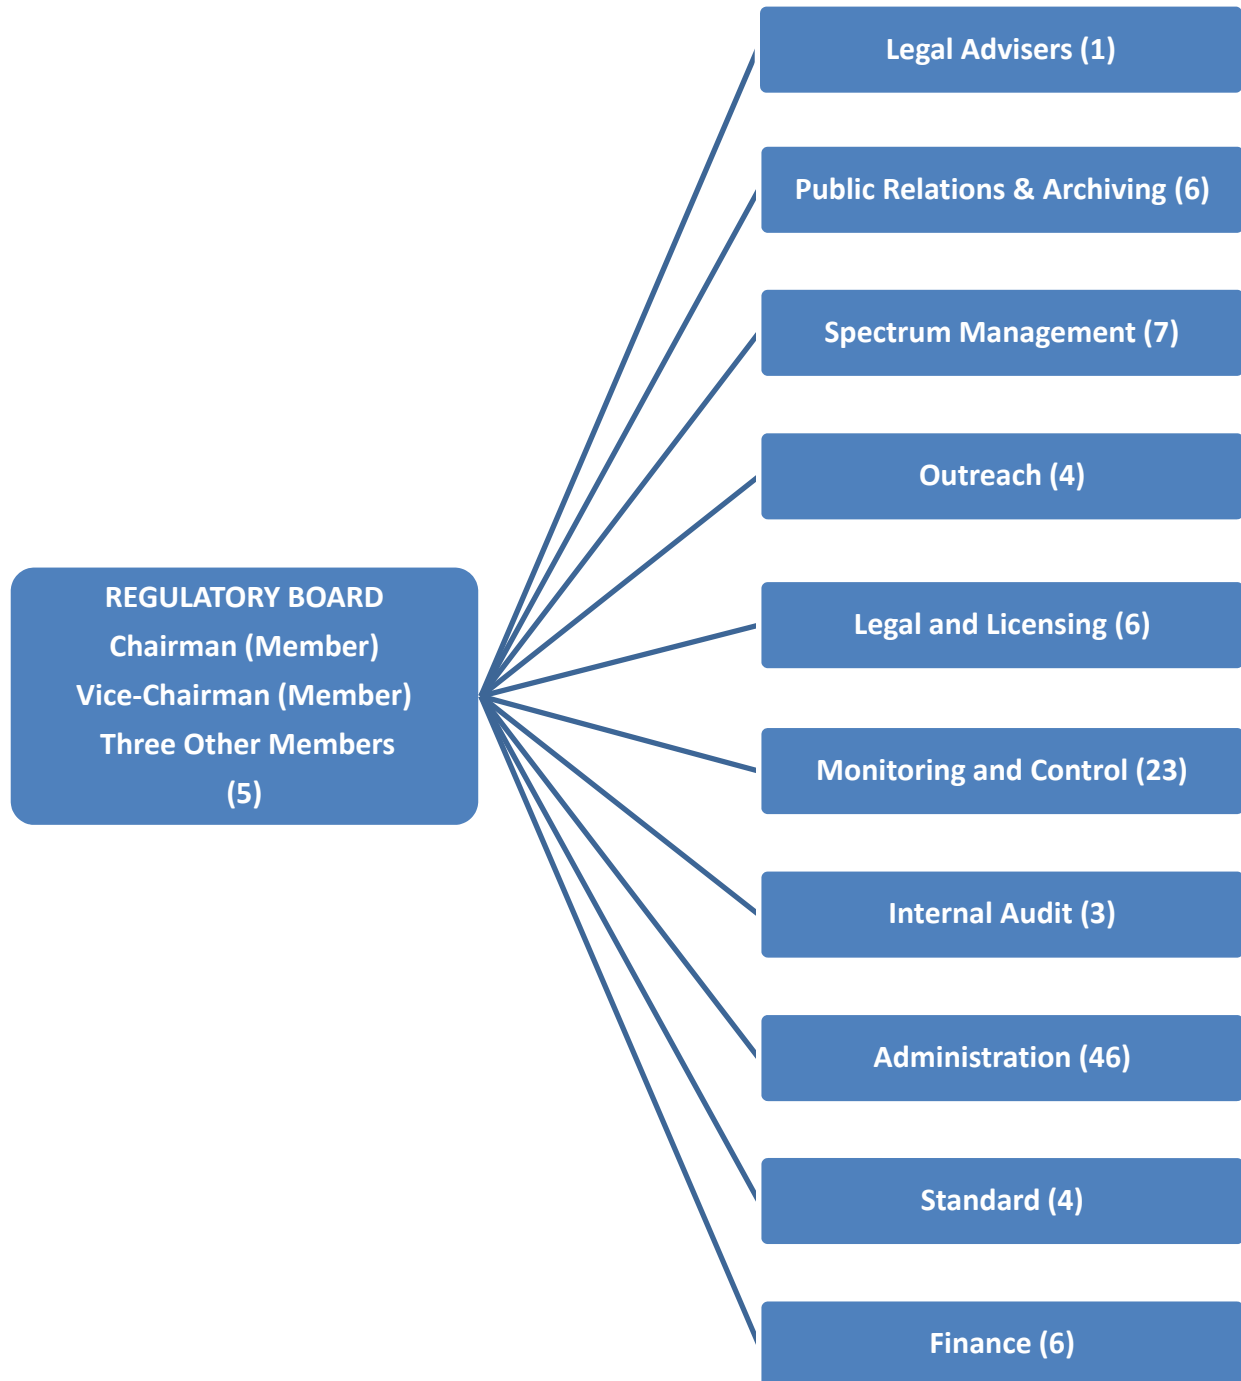 Legal Advisers (1)
Public Relations & Archiving (6)
Spectrum Management (7)
Outreach (4)
REGULATORY BOARD
Chairman (Member)
Vice-Chairman (Member)
Three Other Members
(5)
Legal and Licensing (6)
Monitoring and Control (23)
Internal Audit (3)
Administration (46)
Standard (4)
Finance (6)